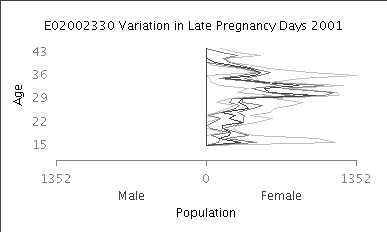 E02002330 Variation in Late Pregnancy Days 2001
43
36
29
22
15
Age
1352
0
1352
Male
Female
Population